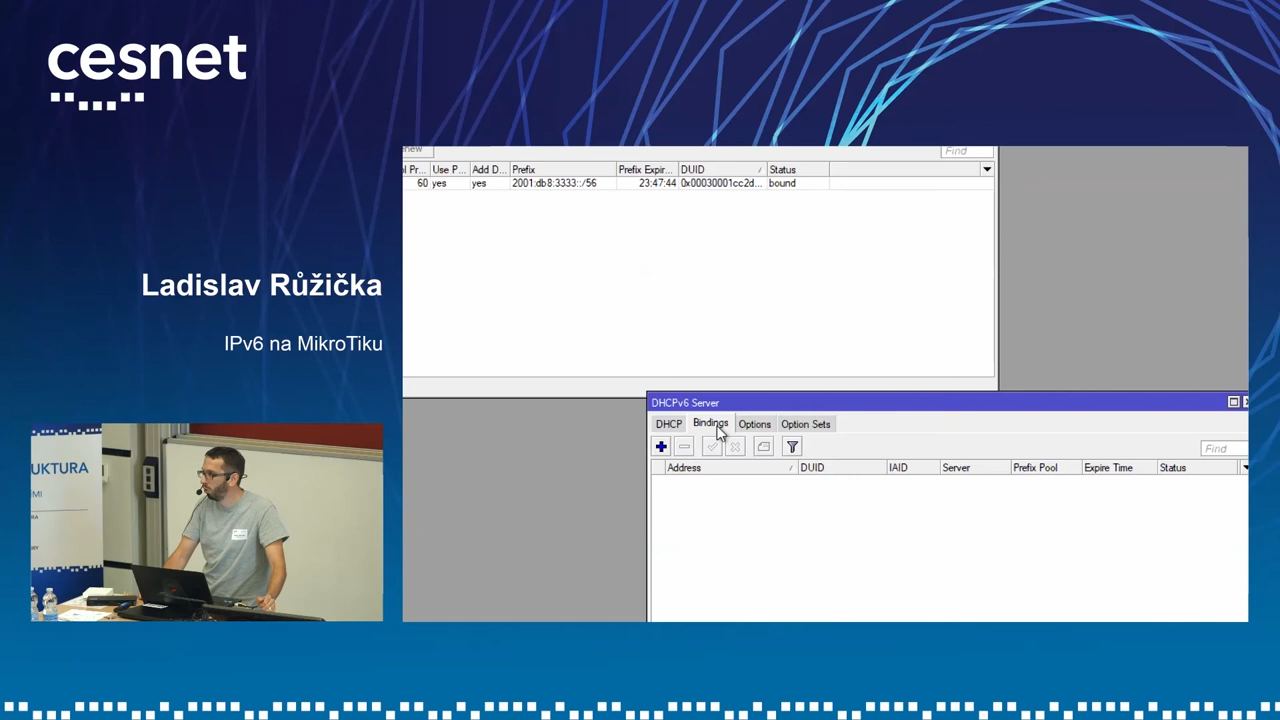 cesnet
Ladislav Růžička
IPv6 na MikroTiku
Find
Use P... Add D... Prefix Prefix Expir... DUID Status
60 yes yes 2001:db8:3333::/56 23:47:44 0x00030001cc2d... bound
DHCPv6 Server
DHCP Bindings Options Option Sets
Find
Address DUID IAID Server Prefix Pool Expire Time Status
UKTURA